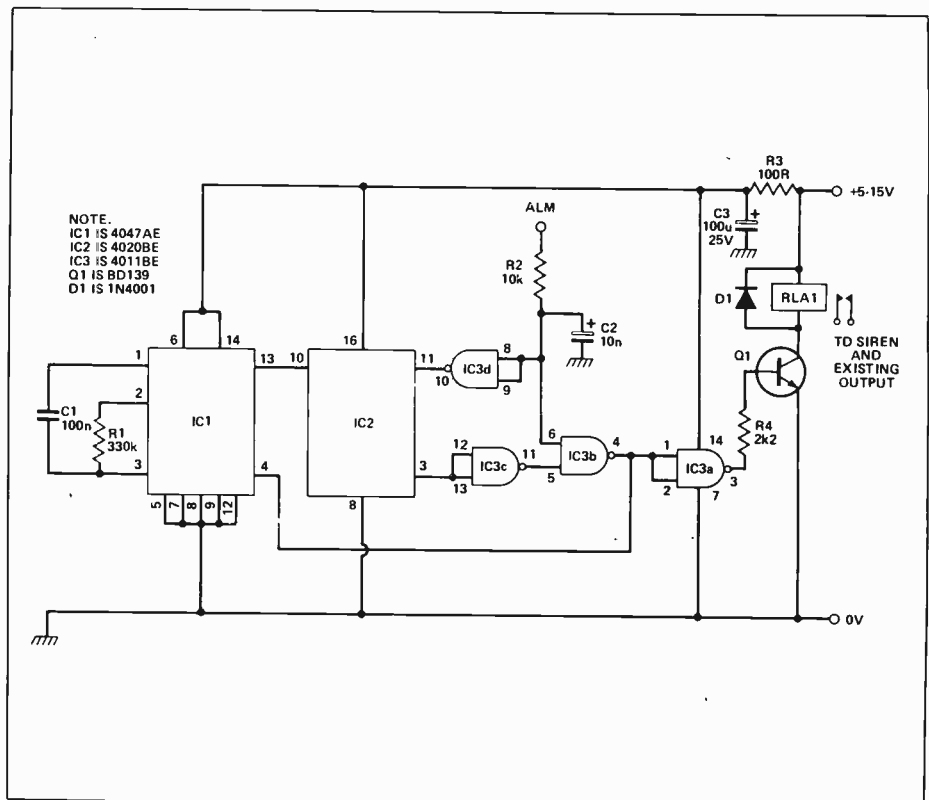 NOTE.
IC1 IS 4047AE
IC2 IS 4020BE
IC3 IS 4011BE
Q1 IS BD139
D1 IS 1N4001
R3
100R
+5-15V
ALM
C3
100u
25V
+
R2
10k
D1
RLA1
+
C2
10n
TO SIREN
AND
EXISTING
OUTPUT
6
14
16
1
13
10
11
10
IC3d
8
9
Q1
2
C1
100n
R1
330k
IC1
IC2
6
IC3b
4
1
14
R4
2k2
12
IC3c
11
5
IC3a
3
3
4
3
13
2
7
5
7
8
9
12
8
0V